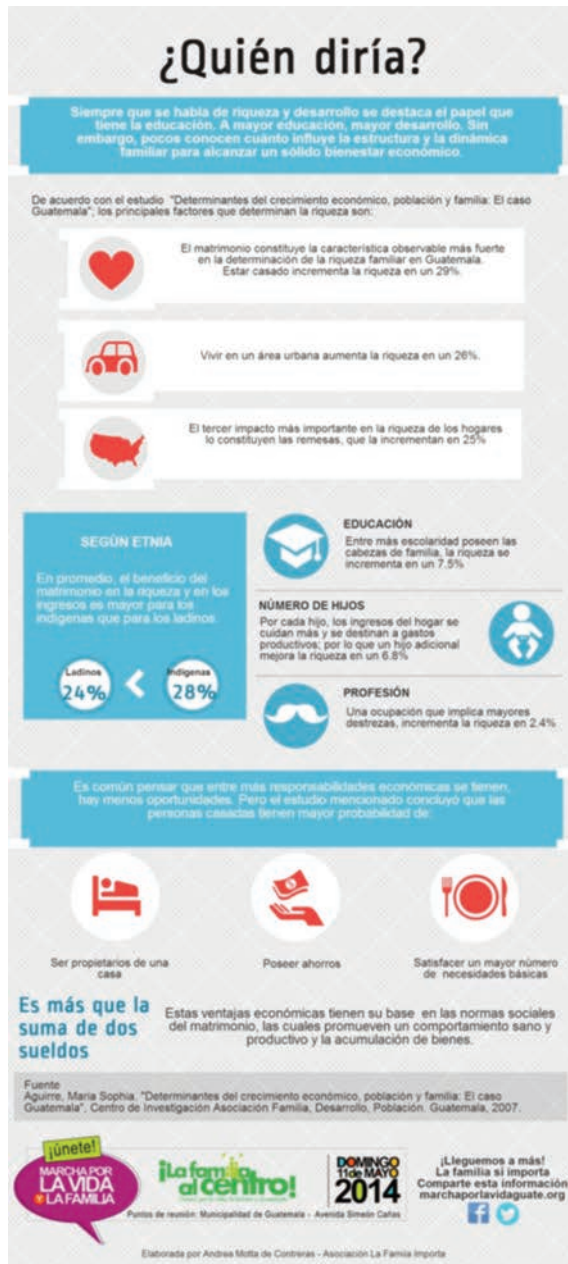 ¿Quién diría?
Siempre que se habla de riqueza y desarrollo se destaca el papel que
tiene la educación. A mayor educación, mayor desarrollo. Sin
embargo, pocos conocen cuánto influye la estructura y la dinámica
familiar para alcanzar un sólido bienestar económico.
De acuerdo con el estudio "Determinantes del crecimiento económico, población y familia: El caso
Guatemala"; los principales factores que determinan la riqueza son:
El matrimonio constituye la característica observable más fuerte
en la determinación de la riqueza familiar en Guatemala.
Estar casado incrementa la riqueza en un 29%.
Vivir en un área urbana aumenta la riqueza en un 26%.
El tercer impacto más importante en la riqueza de los hogares
lo constituyen las remesas, que la incrementan en 25%
SEGÚN ETNIA
En promedio, el beneficio del
matrimonio en la riqueza y en los
ingresos es mayor para los
indígenas que para los ladinos.
Ladinos
24%
<
Indígenas
28%
EDUCACIÓN
Entre más escolaridad poseen las
cabezas de familia, la riqueza se
incrementa en un 7.5%
NÚMERO DE HIJOS
Por cada hijo, los ingresos del hogar se
cuidan más y se destinan a gastos
productivos; por lo que un hijo adicional
mejora la riqueza en un 6.8%
PROFESIÓN
Una ocupación que implica mayores
destrezas, incrementa la riqueza en 2.4%
Es común pensar que entre más responsabilidades económicas se tienen,
hay menos oportunidades. Pero el estudio mencionado concluyó que las
personas casadas tienen mayor probabilidad de:
Ser propietarios de una
casa
Poseer ahorros
Satisfacer un mayor número
de necesidades básicas
Es más que la
suma de dos
sueldos
Estas ventajas económicas tienen su base en las normas sociales
del matrimonio, las cuales promueven un comportamiento sano y
productivo y la acumulación de bienes.
Fuente
Aguirre, Maria Sophia. "Determinantes del crecimiento económico, población y familia: El caso
Guatemala", Centro de Investigación Asociación Familia, Desarrollo, Población. Guatemala, 2007.
¡únete!
MARCHA POR
LA VIDA
Y LA FAMILIA
¡La familia
al centro!
DOMINGO
11 de MAYO
2014
Puntos de reunión: Municipalidad de Guatemala - Avenida Simeón Cañas
¡Lleguemos a más!
La familia sí importa
Comparte esta información
marchaporlavidaguate.org
Elaborada por Andrea Motta de Contreras - Asociación La Famia Importa